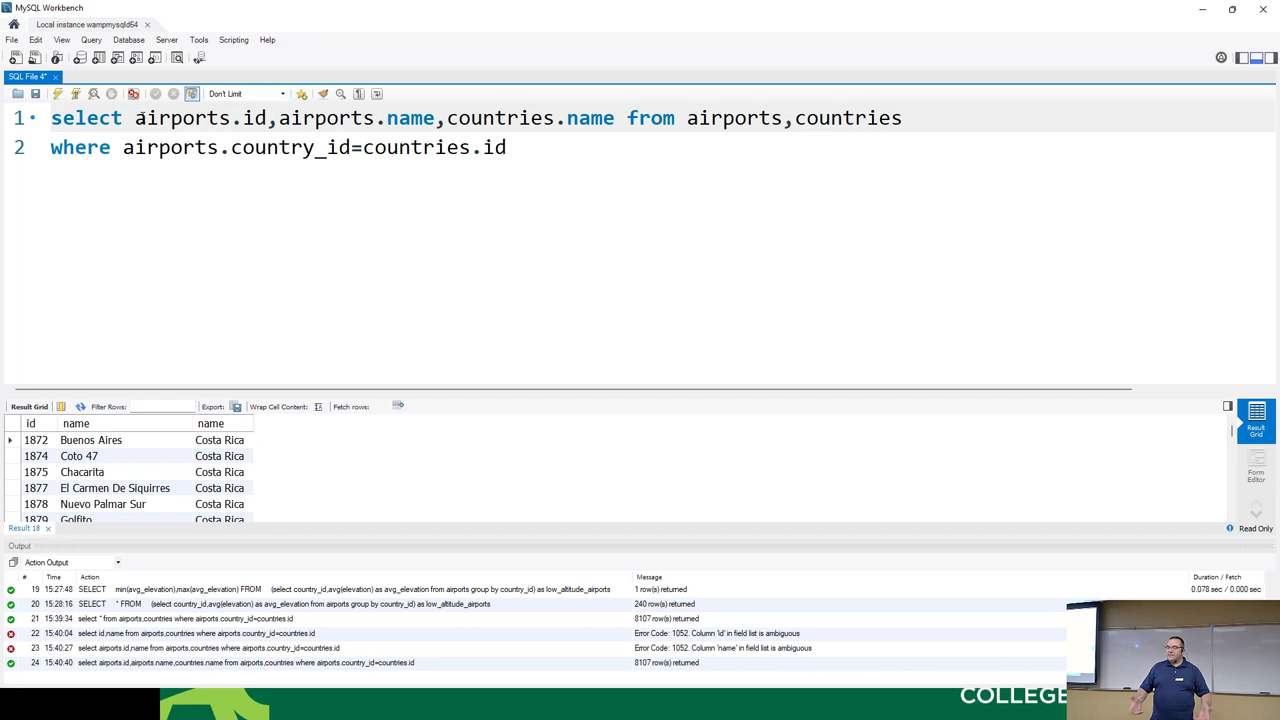 MySQL Workbench
Local instance wampmysqld64
File Edit View Query Database Server Tools Scripting Help
SQL File 4*
Don't Limit
1 select airports.id,airports.name,countries.name from airports,countries
2 where airports.country_id=countries.id
Result Grid Filter Rows: Export: Wrap Cell Content: Fetch rows:
id name name
1872 Buenos Aires Costa Rica
1874 Coto 47 Costa Rica
1875 Chacarita Costa Rica
1877 El Carmen De Siquirres Costa Rica
1878 Nuevo Palmar Sur Costa Rica
1879 Golfito Costa Rica
Result Grid
Form Editor
Result 18
Read Only
Output
Action Output
# Time Action Message Duration / Fetch
19 15:27:48 SELECT min(avg_elevation),max(avg_elevation) FROM (select country_id,avg(elevation) as avg_elevation from airports group by country_id) as low_altitude_airports 1 row(s) returned 0.078 sec / 0.000 sec
20 15:28:16 SELECT * FROM (select country_id,avg(elevation) as avg_elevation from airports group by country_id) as low_altitude_airports 240 row(s) returned
21 15:39:34 select * from airports,countries where airports.country_id=countries.id 8107 row(s) returned
22 15:40:04 select id,name from airports,countries where airports.country_id=countries.id Error Code: 1052. Column 'id' in field list is ambiguous
23 15:40:27 select airports.id,name from airports,countries where airports.country_id=countries.id Error Code: 1052. Column 'name' in field list is ambiguous
24 15:40:40 select airports.id,airports.name,countries.name from airports,countries where airports.country_id=countries.id 8107 row(s) returned
COLLEGE